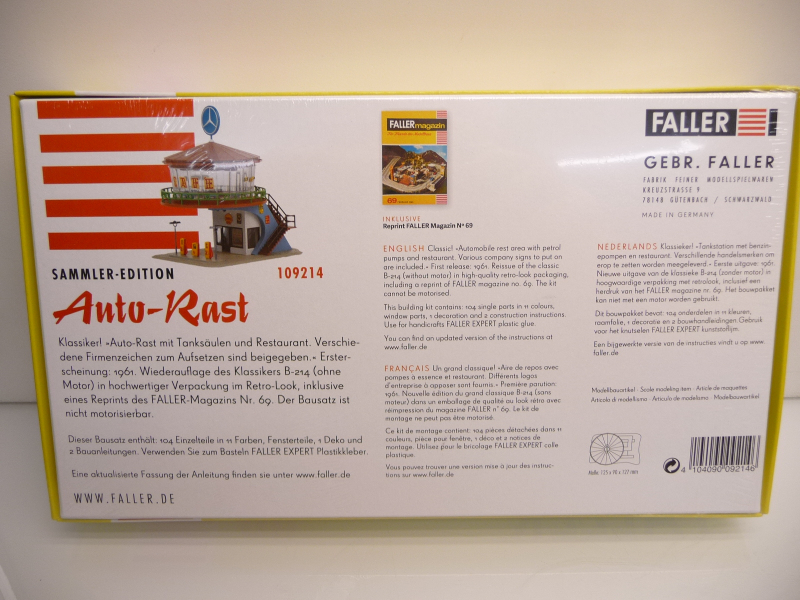 SAMMLER-EDITION 109214
Auto-Rast
Klassiker! »Auto-Rast mit Tanksäulen und Restaurant. Verschie-
dene Firmenzeichen zum Aufsetzen sind beigegeben.« Erster-
scheinung: 1961. Wiederauflage des Klassikers B-214 (ohne
Motor) in hochwertiger Verpackung im Retro-Look, inklusive
eines Reprints des FALLER-Magazins Nr. 69. Der Bausatz ist
nicht motorisierbar.
Dieser Bausatz enthält: 104 Einzelteile in 11 Farben, Fensterteile, 1 Deko und
2 Bauanleitungen. Verwenden Sie zum Basteln FALLER EXPERT Plastikkleber.
Eine aktualisierte Fassung der Anleitung finden sie unter www.faller.de
WWW.FALLER.DE
FALLER magazin
69
INKLUSIVE
Reprint FALLER Magazin Nº 69
ENGLISH Classic! »Automobile rest area with petrol
pumps and restaurant. Various company signs to put on
are included.« First release: 1961. Reissue of the classic
B-214 (without motor) in high-quality retro-look packaging,
including a reprint of FALLER magazine no. 69. The kit
cannot be motorised.
This building kit contains: 104 single parts in 11 colours,
window parts, 1 decoration and 2 construction instructions.
Use for handicrafts FALLER EXPERT plastic glue.
You can find an updated version of the instructions at
www.faller.de
FRANÇAIS Un grand classique! »Aire de repos avec
pompes à essence et restaurant. Différents logos
d'entreprise à apposer sont fournis.« Première parution:
1961. Nouvelle édition du grand classique B-214 (sans
moteur) dans un emballage de qualité au look rétro avec
réimpression du magazine FALLER n° 69. Le kit de
montage ne peut pas être motorisé.
Ce kit de montage contient: 104 pièces détachées dans 11
couleurs, pièces pour fenêtre, 1 déco et 2 notices de
montage. Utilisez pour le bricolage FALLER EXPERT colle
plastique.
Vous pouvez trouver une version mise à jour des instruc-
tions sur www.faller.de
FALLER
GEBR. FALLER
FABRIK FEINER MODELLSPIELWAREN
KREUZSTRASSE 9
78148 GÜTENBACH / SCHWARZWALD
MADE IN GERMANY
NEDERLANDS Klassieker! »Tankstation met benzin-
epompen en restaurant. Verschillende handelsmerken om
erop te zetten worden meegeleverd.« Eerste uitgave: 1961.
Nieuwe uitgave van de klassieke B-214 (zonder motor) in
hoogwaardige verpakking met retrolook, inclusief een
herdruk van het FALLER magazine nr. 69. Het bouwpakket
kan niet met een motor worden gebruikt.
Dit bouwpakket bevat: 104 onderdelen in 11 kleuren,
raamfolie, 1 decoratie en 2 bouwhandleidingen. Gebruik
voor het knutselen FALLER EXPERT kunststoflijm.
Een bijgewerkte versie van de instructies vindt u op www.
faller.de
Modellbauartikel · Scale modeling item · Article de maquettes
Articolo di modellismo · Artículo de modelismo · Modelbouwartikel
Maße: 125 x 90 x 127 mm
4 104090 092146